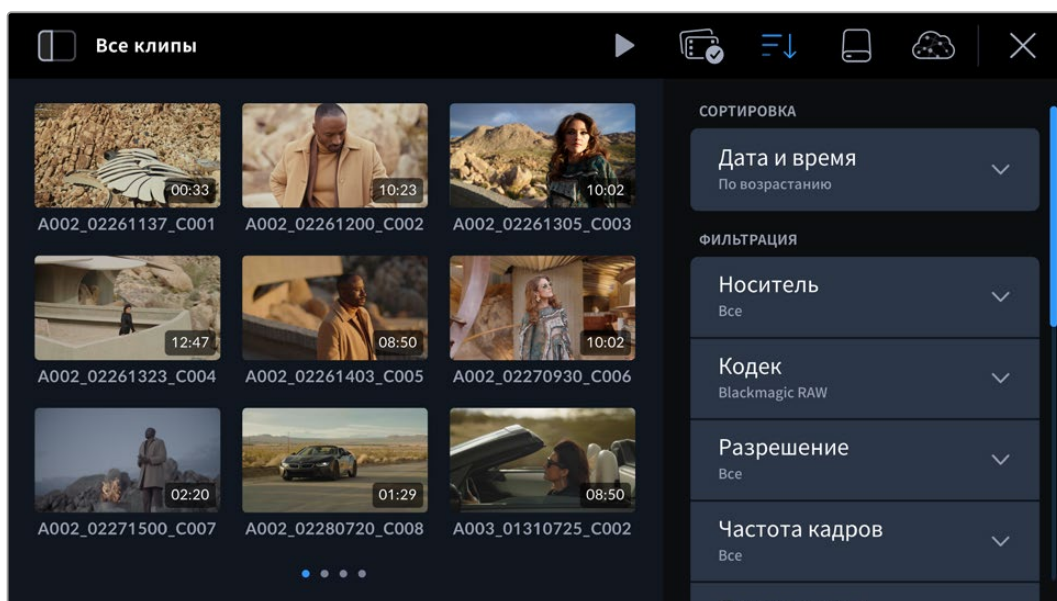 Все клипы
00:33
10:23
10:02
A002_02261137_C001
A002_02261200_C002
A002_02261305_C003
12:47
08:50
10:02
A002_02261323_C004
A002_02261403_C005
A002_02270930_C006
02:20
01:29
08:50
A002_02271500_C007
A002_02280720_C008
A003_01310725_C002
СОРТИРОВКА
Дата и время
По возрастанию
ФИЛЬТРАЦИЯ
Носитель
Все
Кодек
Blackmagic RAW
Разрешение
Все
Частота кадров
Все